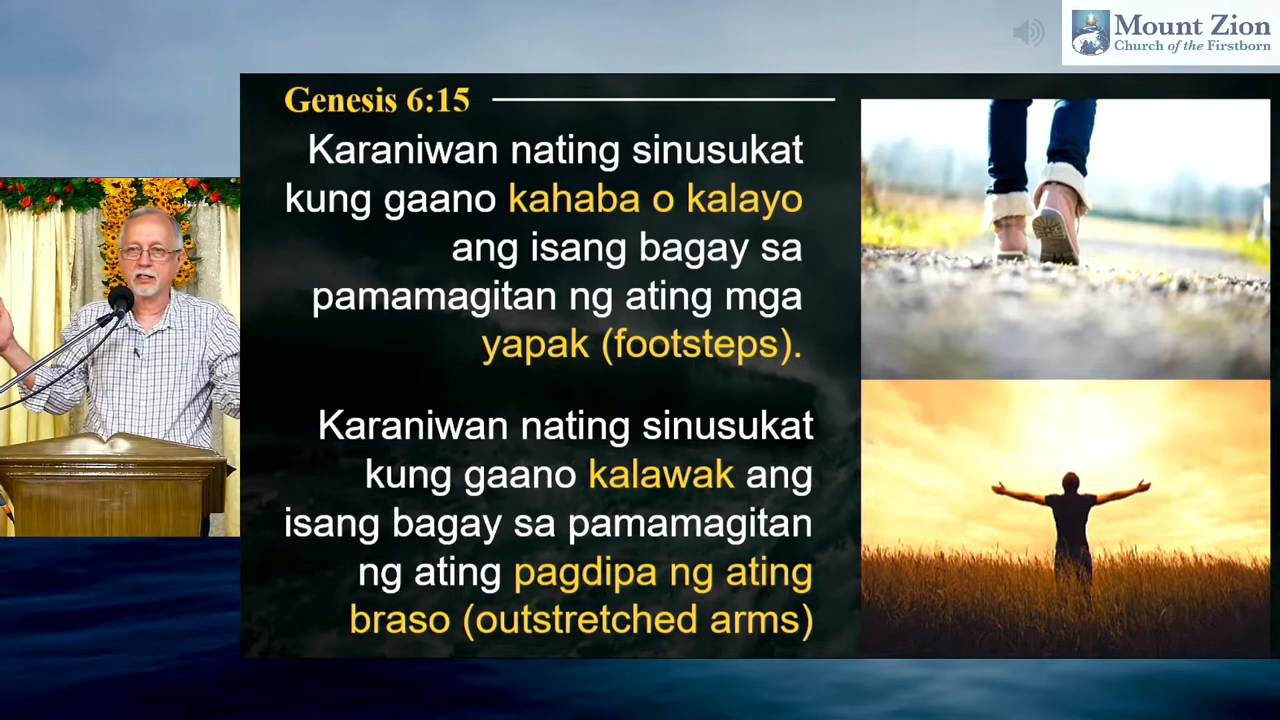 Mount Zion
Church of the Firstborn
Genesis 6:15
Karaniwan nating sinusukat
kung gaano kahaba o kalayo
ang isang bagay sa
pamamagitan ng ating mga
yapak (footsteps).
Karaniwan nating sinusukat
kung gaano kalawak ang
isang bagay sa pamamagitan
ng ating pagdipa ng ating
braso (outstretched arms)